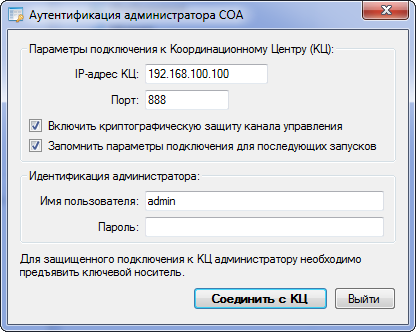 Аутентификация администратора СОА
Параметры подключения к Координационному Центру (КЦ):
IP-адрес КЦ: 192.168.100.100
Порт: 888
Включить криптографическую защиту канала управления
Запомнить параметры подключения для последующих запусков
Идентификация администратора:
Имя пользователя: admin
Пароль:
Для защищенного подключения к КЦ администратору необходимо
предъявить ключевой носитель.
Соединить с КЦ Выйти